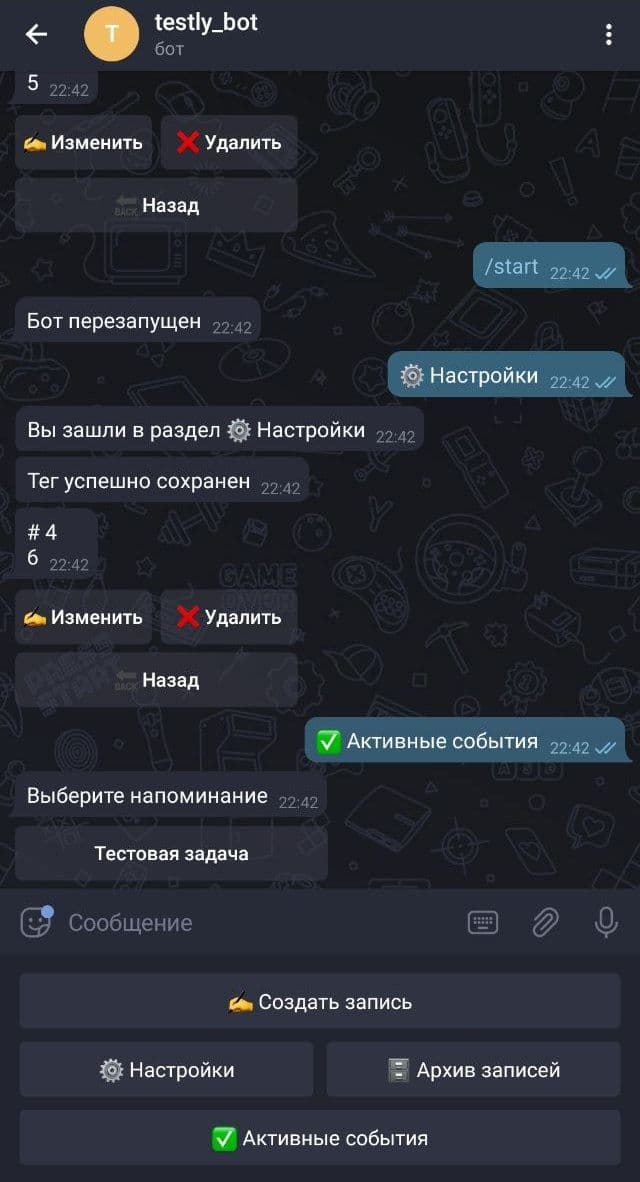 T
testly_bot
бот
5 22:42
✍️ Изменить ❌ Удалить
🔙 Назад
/start 22:42
Бот перезапущен 22:42
⚙️ Настройки 22:42
Вы зашли в раздел ⚙️ Настройки 22:42
Тег успешно сохранен 22:42
# 4
6 22:42
✍️ Изменить ❌ Удалить
🔙 Назад
✅ Активные события 22:42
Выберите напоминание 22:42
Тестовая задача
Сообщение
✍️ Создать запись
⚙️ Настройки 🗄 Архив записей
✅ Активные события